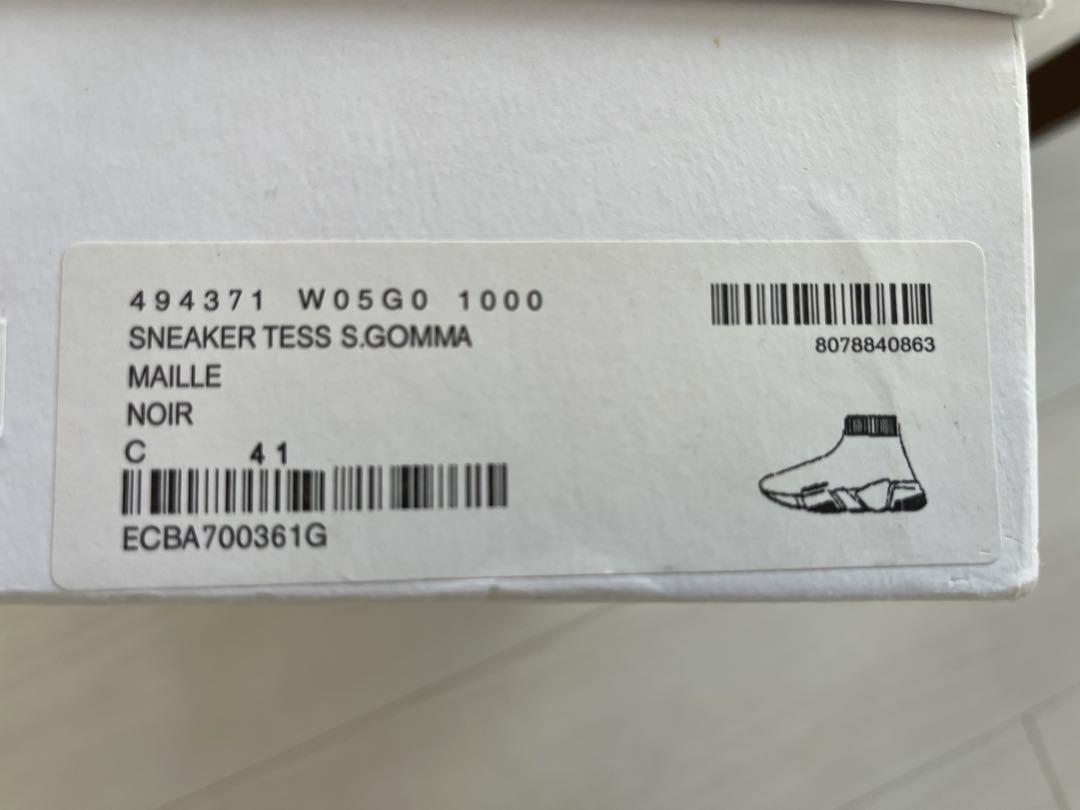 494371 W05G0 1000
SNEAKER TESS S.GOMMA
MAILLE
NOIR
C 41
ECBA700361G
8078840863